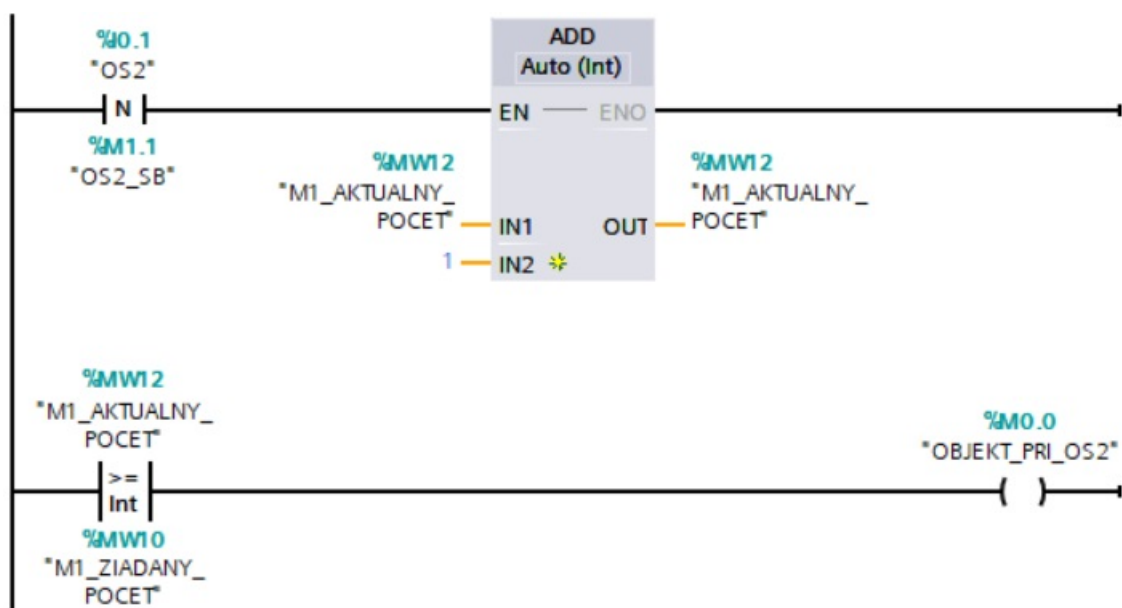 %I0.1
"OS2"
N
%M1.1
"OS2_SB"
ADD
Auto (Int)
EN
ENO
%MW12
"M1_AKTUALNY_
POCET"
IN1
1
IN2
OUT
%MW12
"M1_AKTUALNY_
POCET"
%MW12
"M1_AKTUALNY_
POCET"
>=
Int
%MW10
"M1_ZIADANY_
POCET"
%M0.0
"OBJEKT_PRI_OS2"
( )